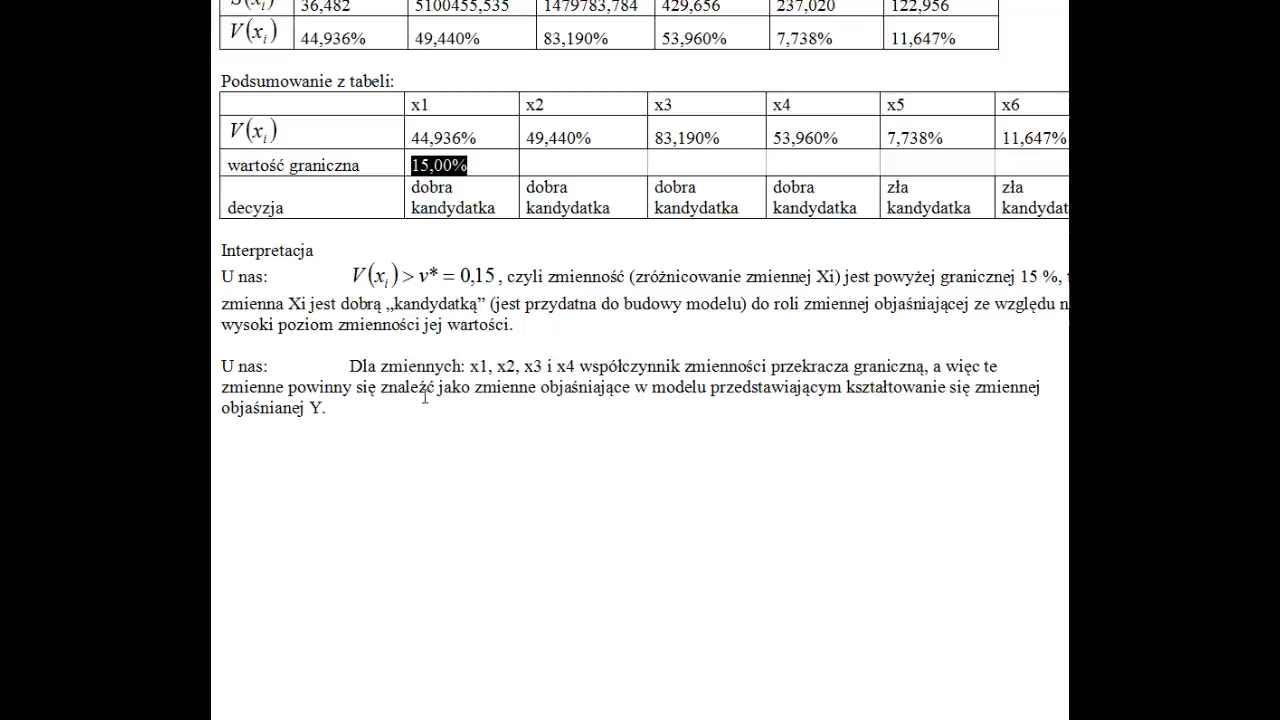 S(xi) 36,482 5100455,535 1479783,784 429,656 237,020 122,956
V(xi) 44,936% 49,440% 83,190% 53,960% 7,738% 11,647%
Podsumowanie z tabeli:
x1 x2 x3 x4 x5 x6
V(xi) 44,936% 49,440% 83,190% 53,960% 7,738% 11,647%
wartość graniczna 15,00%
dobra dobra dobra dobra zła zła
decyzja kandydatka kandydatka kandydatka kandydatka kandydatka kandydat
Interpretacja
U nas: V(xi) > v* = 0,15 , czyli zmienność (zróżnicowanie zmiennej Xi) jest powyżej granicznej 15 %,
zmienna Xi jest dobrą „kandydatką” (jest przydatna do budowy modelu) do roli zmiennej objaśniającej ze względu n
wysoki poziom zmienności jej wartości.
U nas: Dla zmiennych: x1, x2, x3 i x4 współczynnik zmienności przekracza graniczną, a więc te
zmienne powinny się znaleźć jako zmienne objaśniające w modelu przedstawiającym kształtowanie się zmiennej
objaśnianej Y.